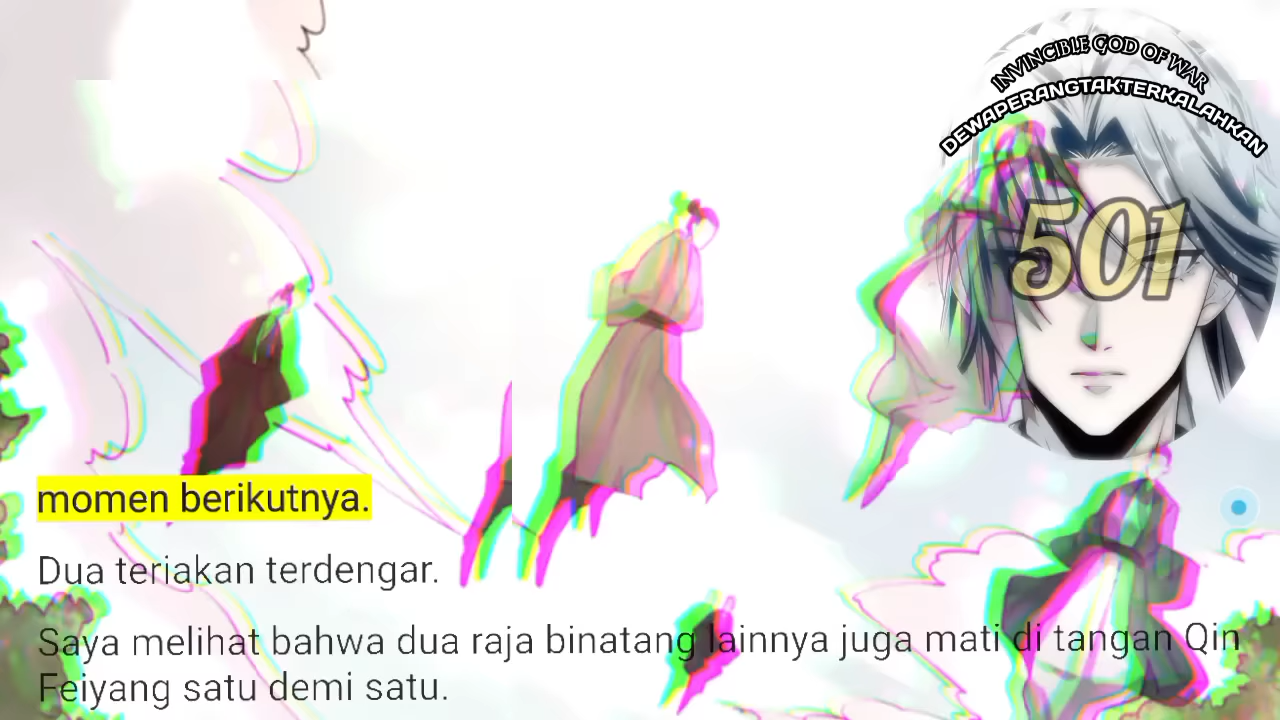 INVINCIBLE GOD OF WAR
DEWAPERANGTAKTERKALAHKAN
501
momen berikutnya.
Dua teriakan terdengar.
Saya melihat bahwa dua raja binatang lainnya juga mati di tangan Qin
Feiyang satu demi satu.